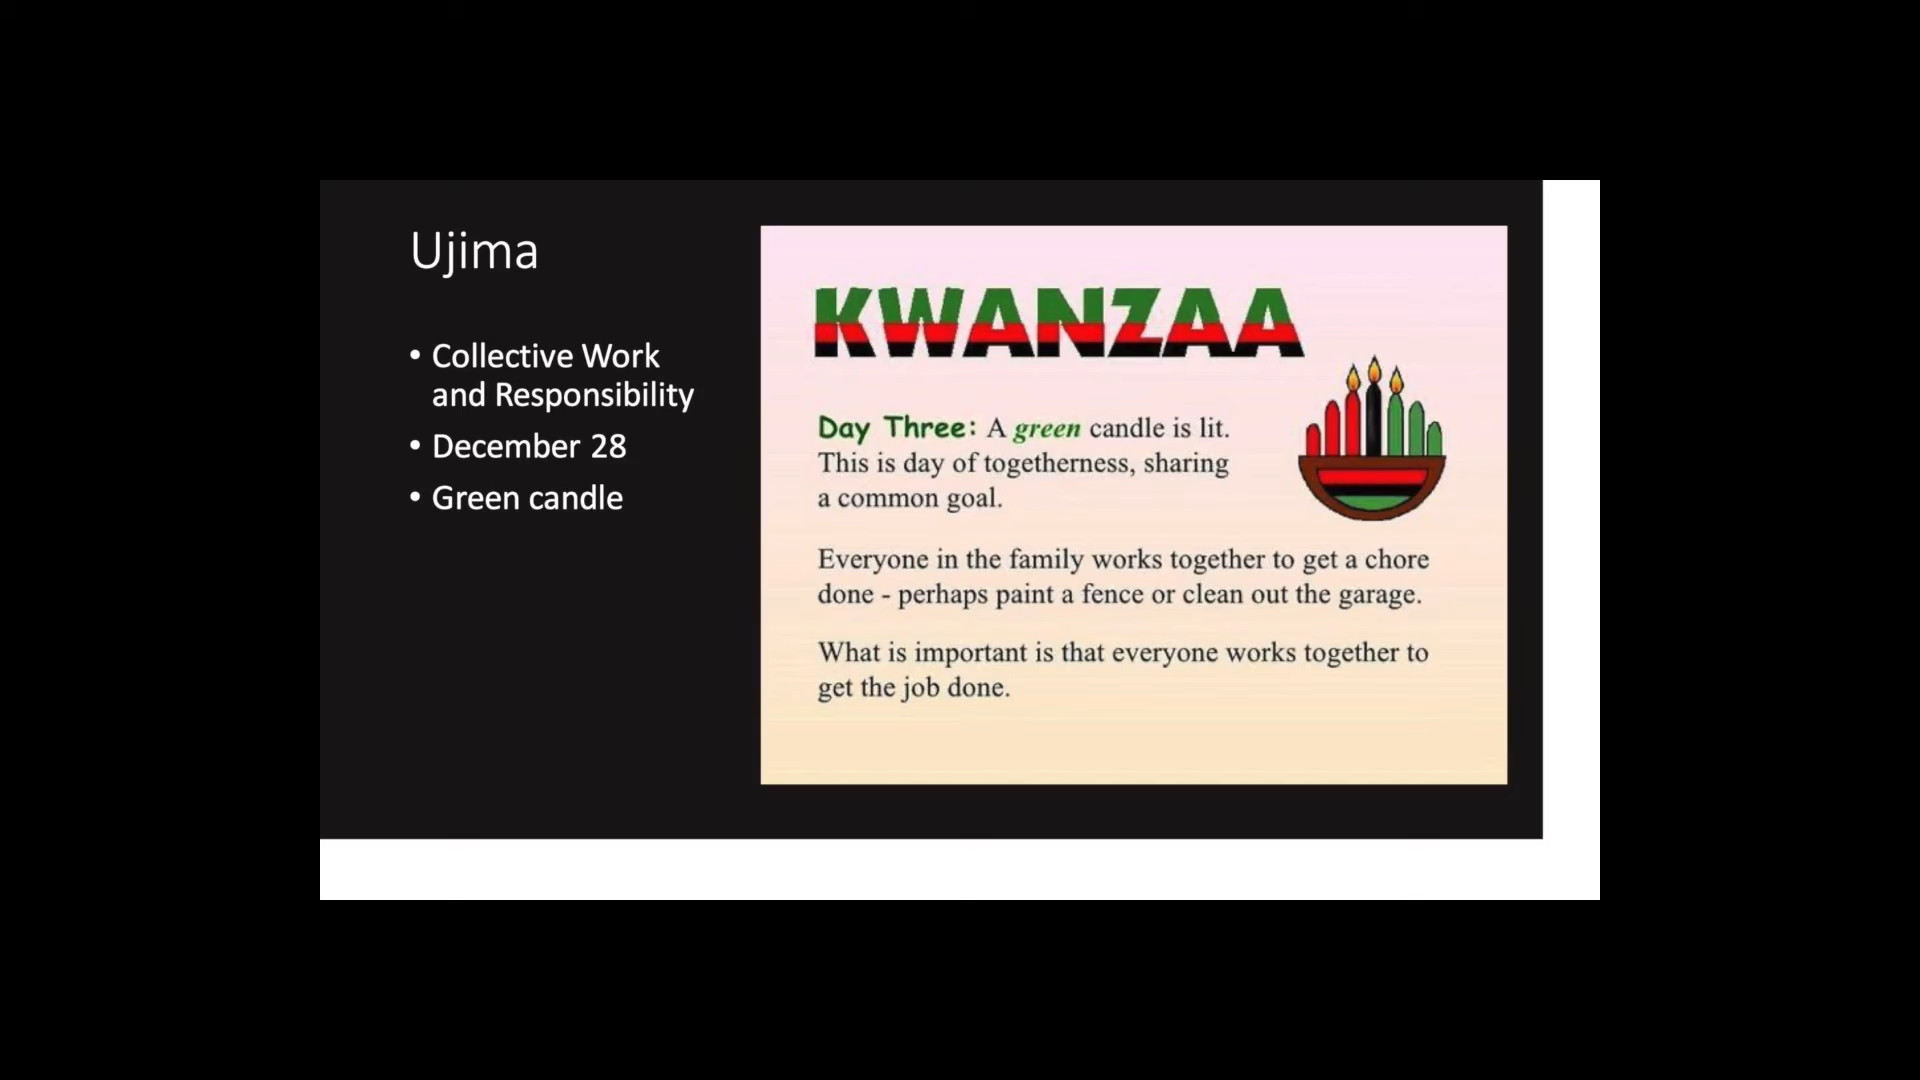 Ujima
• Collective Work
and Responsibility
• December 28
• Green candle
KWANZAA
Day Three: A green candle is lit.
This is day of togetherness, sharing
a common goal.
Everyone in the family works together to get a chore
done - perhaps paint a fence or clean out the garage.
What is important is that everyone works together to
get the job done.